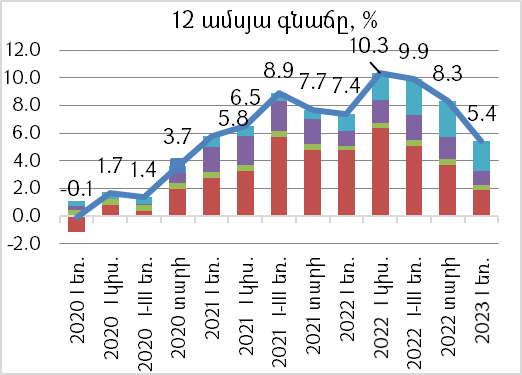 12 ամսյա գնաճը, %
12.0
10.0
8.0
6.0
4.0
2.0
0.0
-2.0
-0.1
1.7
1.4
3.7
5.8
6.5
8.9
7.7
7.4
10.3
9.9
8.3
5.4
2020 I եռ.
2020 I կիս.
2020 I-III եռ.
2020 տարի
2021 I եռ.
2021 I կիս.
2021 I-III եռ.
2021 տարի
2022 I եռ.
2022 I կիս.
2022 I-III եռ.
2022 տարի
2023 I եռ.